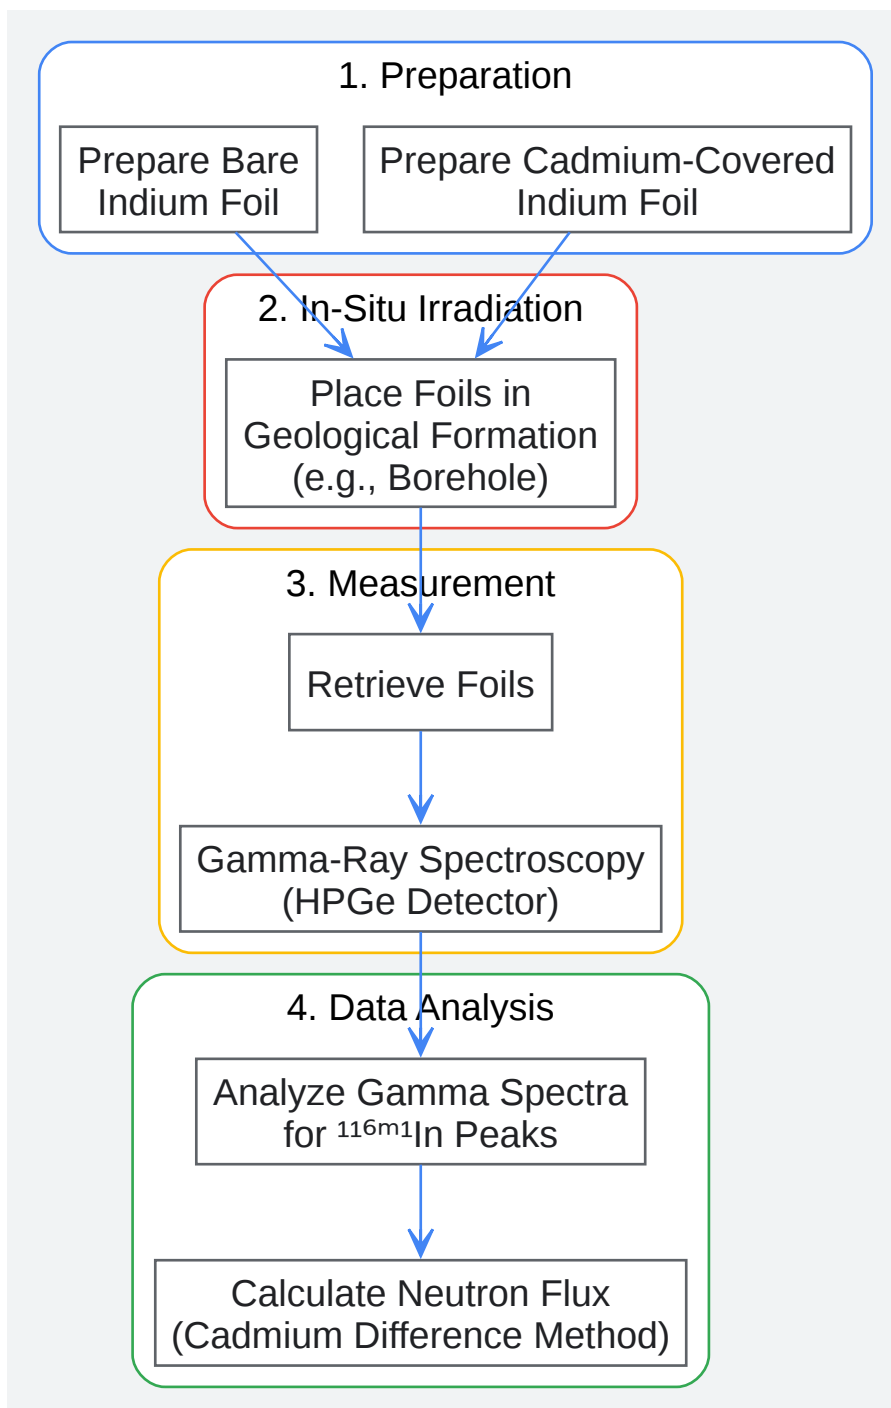 1. Preparation
Prepare Bare
Indium Foil
Prepare Cadmium-Covered
Indium Foil
2. In-Situ Irradiation
Place Foils in
Geological Formation
(e.g., Borehole)
3. Measurement
Retrieve Foils
Gamma-Ray Spectroscopy
(HPGe Detector)
4. Data Analysis
Analyze Gamma Spectra
for ¹¹⁶ᵐ¹In Peaks
Calculate Neutron Flux
(Cadmium Difference Method)